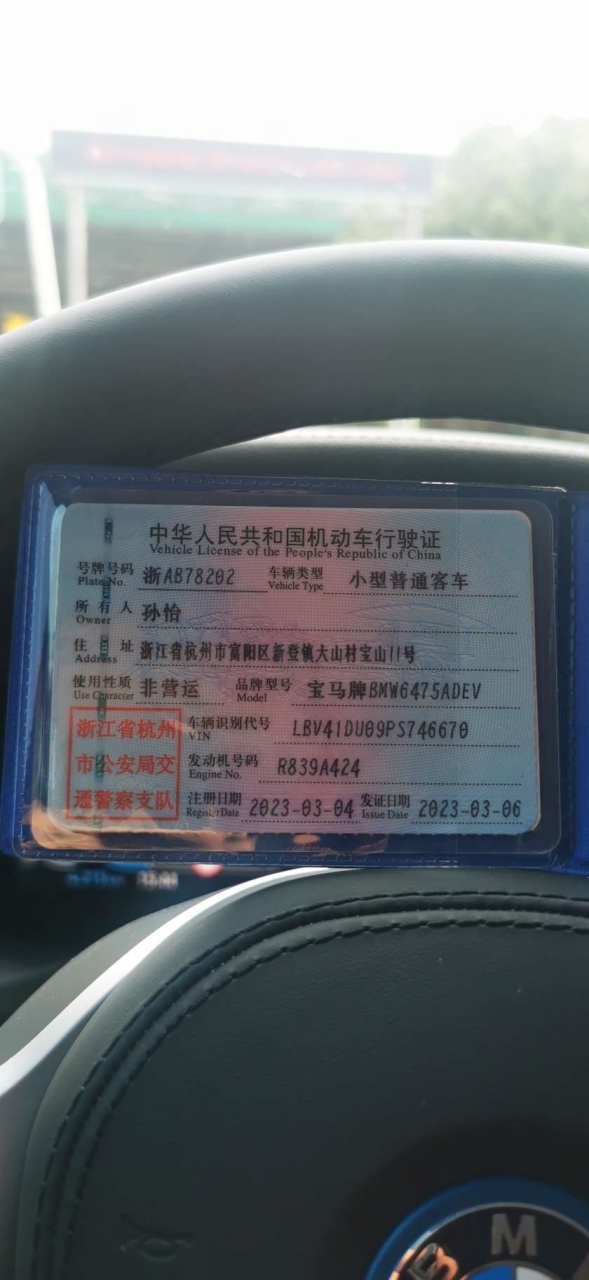 中华人民共和国机动车行驶证
Vehicle License of the People's Republic of China
号牌号码 浙AB78202 车辆类型 小型普通客车
Plate No. Vehicle Type
所有人 孙怡
Owner
住址 浙江省杭州市富阳区新登镇大山村宝山11号
Address
使用性质 非营运 品牌型号 宝马牌BMW6475ADEV
Use Character Model
浙江省杭州 车辆识别代号 LBV41DU09PS746670
VIN
市公安局交 发动机号码 R839A424
Engine No.
通警察支队 注册日期 2023-03-04 发证日期 2023-03-06
Register Date Issue Date
M